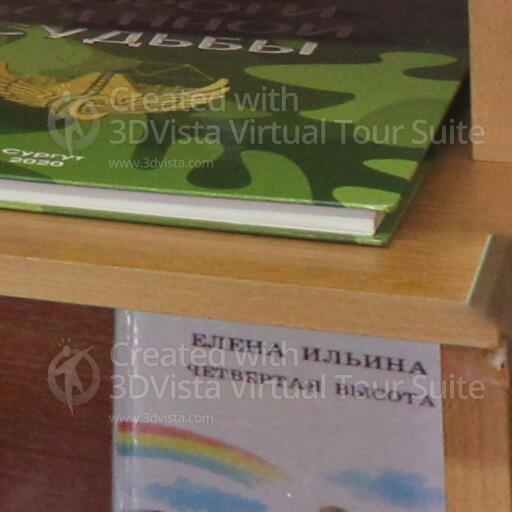 СУДЬБЫ
Created with
3DVista Virtual Tour Suite
www.3dvista.com
Сургут
2020
ЕЛЕНА ИЛЬИНА
Created with
ЧЕТВЕРТАЯ ВЫСОТА
3DVista Virtual Tour Suite
www.3dvista.com